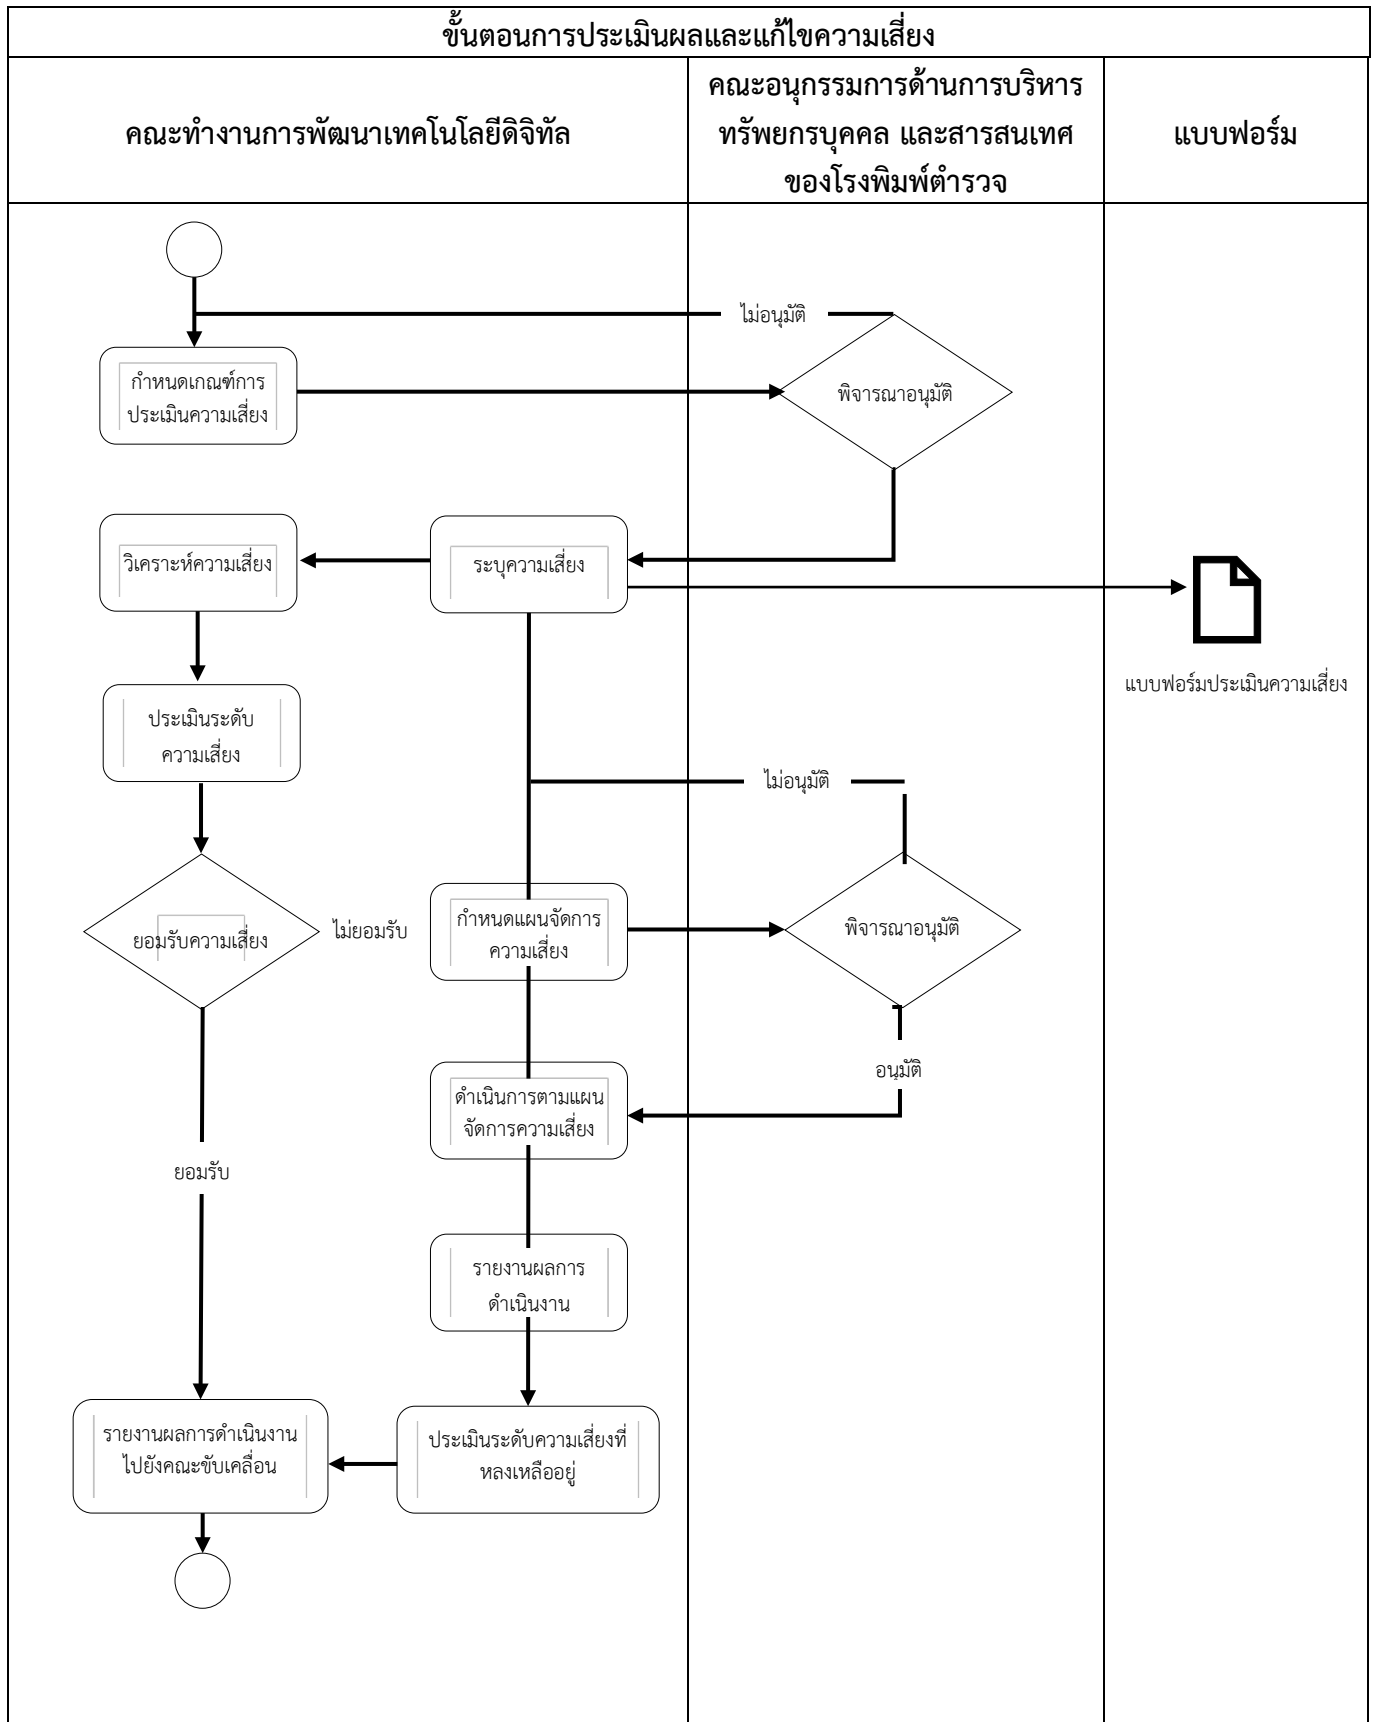 ขั้นตอนการประเมินผลและแก้ไขความเสี่ยง
คณะทำงานการพัฒนาเทคโนโลยีดิจิทัล
คณะอนุกรรมการด้านการบริหาร
ทรัพยกรบุคคล และสารสนเทศ
ของโรงพิมพ์ตำรวจ
แบบฟอร์ม
ไม่อนุมัติ
กำหนดเกณฑ์การ
ประเมินความเสี่ยง
พิจารณาอนุมัติ
วิเคราะห์ความเสี่ยง
ระบุความเสี่ยง
แบบฟอร์มประเมินความเสี่ยง
ประเมินระดับ
ความเสี่ยง
ไม่อนุมัติ
ยอมรับความเสี่ยง
ไม่ยอมรับ
กำหนดแผนจัดการ
ความเสี่ยง
พิจารณาอนุมัติ
อนุมัติ
ดำเนินการตามแผน
จัดการความเสี่ยง
ยอมรับ
รายงานผลการ
ดำเนินงาน
รายงานผลการดำเนินงาน
ไปยังคณะขับเคลื่อน
ประเมินระดับความเสี่ยงที่
หลงเหลืออยู่